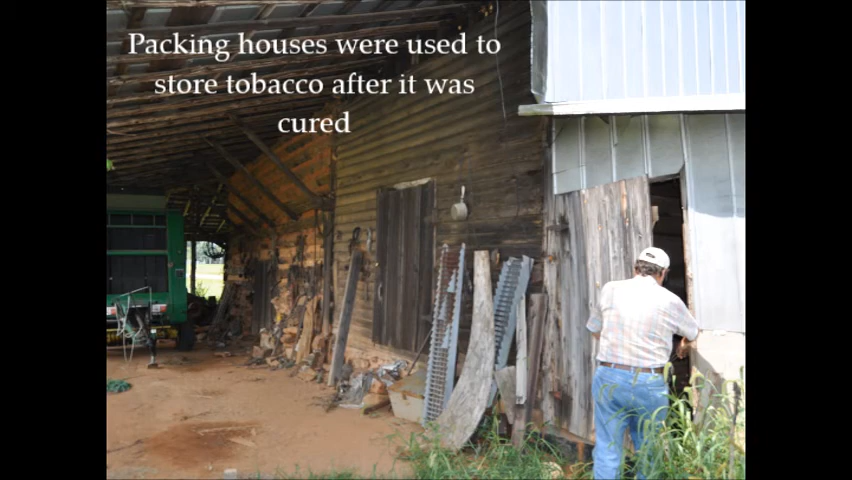 Packing houses were used to
store tobacco after it was
cured